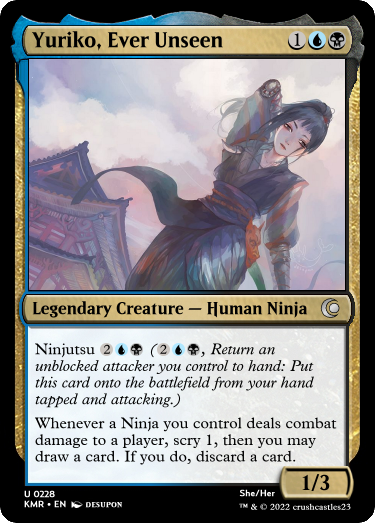 Yuriko, Ever Unseen 1
Legendary Creature — Human Ninja
Ninjutsu 2 (2, Return an
unblocked attacker you control to hand: Put
this card onto the battlefield from your hand
tapped and attacking.)
Whenever a Ninja you control deals combat
damage to a player, scry 1, then you may
draw a card. If you do, discard a card.
1/3
U 0228
KMR • EN DESUPON
She/Her
™ & © 2022 crushcastles23